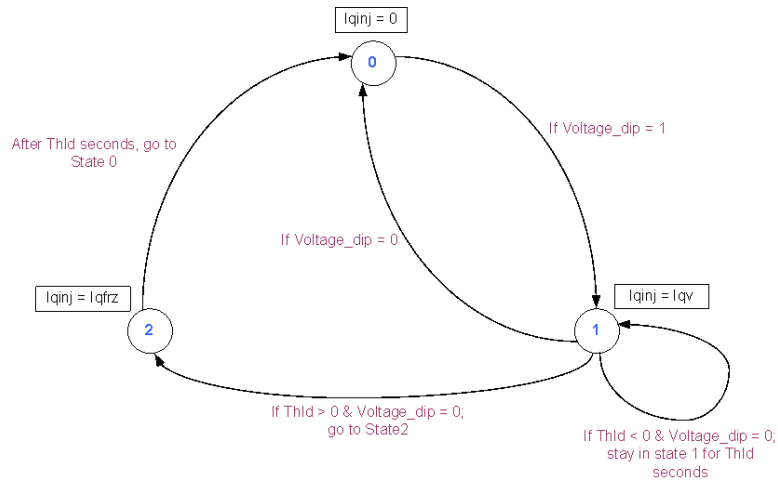 Iqinj = 0
0
If Voltage_dip = 1
After Thld seconds, go to
State 0
If Voltage_dip = 0
Iqinj = Iqfrz
Iqinj = Iqv
2
1
If Thld > 0 & Voltage_dip = 0;
go to State2
If Thld < 0 & Voltage_dip = 0;
stay in state 1 for Thld
seconds